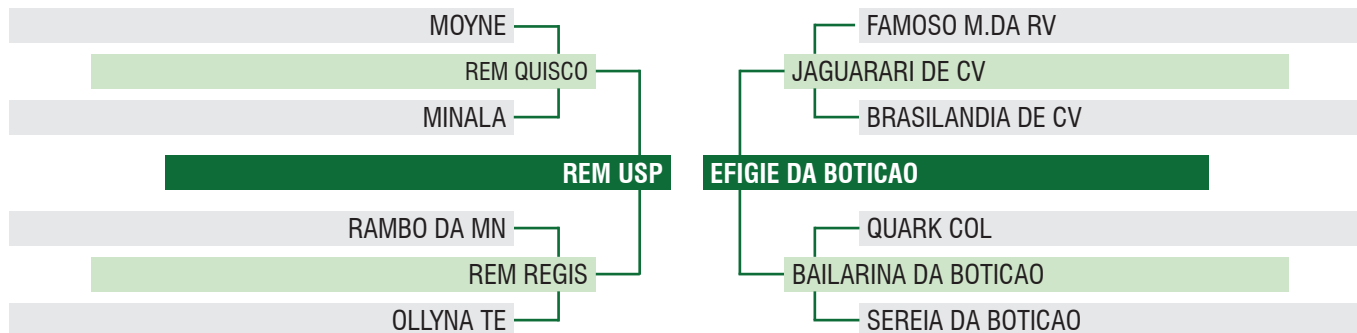 MOYNE
REM QUISCO
MINALA
REM USP
RAMBO DA MN
REM REGIS
OLLYNA TE
FAMOSO M.DA RV
JAGUARARI DE CV
BRASILANDIA DE CV
EFIGIE DA BOTICAO
QUARK COL
BAILARINA DA BOTICAO
SEREIA DA BOTICAO